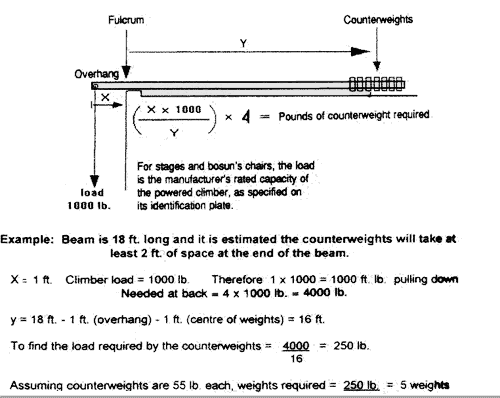 Fulcrum
Counterweights
Y
Overhang
X
( X x 1000 / Y ) x 4 = Pounds of counterweight required
load
1000 lb.
For stages and bosun's chairs, the load
is the manufacturer's rated capacity of
the powered climber, as specified on
its identification plate.
Example: Beam is 18 ft. long and it is estimated the counterweights will take at
least 2 ft. of space at the end of the beam.
X = 1 ft. Climber load = 1000 lb. Therefore 1 x 1000 = 1000 ft. lb. pulling down
Needed at back = 4 x 1000 lb. = 4000 lb.
y = 18 ft. - 1 ft. (overhang) - 1 ft. (centre of weights) = 16 ft.
To find the load required by the counterweights = 4000 / 16 = 250 lb.
Assuming counterweights are 55 lb. each, weights required = 250 lb. = 5 weights